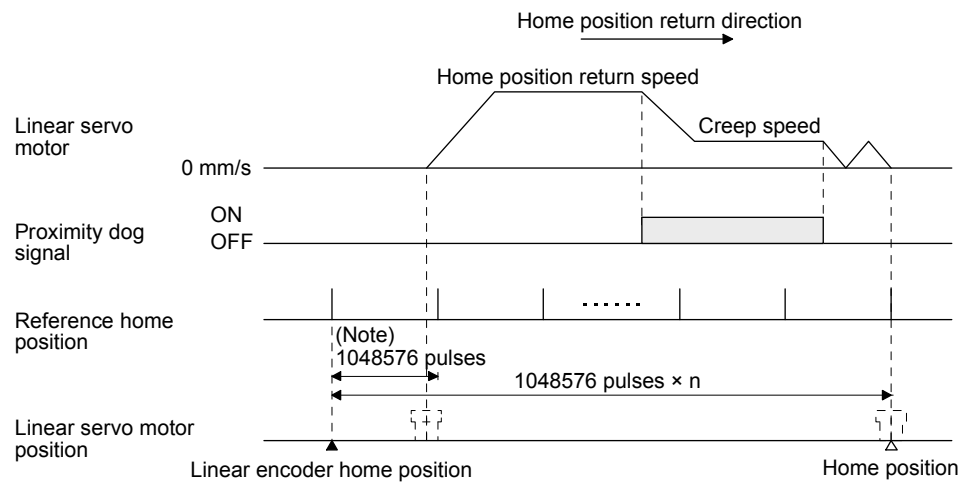 Home position return direction
Home position return speed
Linear servo
motor
Creep speed
0 mm/s
ON
Proximity dog
signal
OFF
Reference home
position
(Note)
1048576 pulses
1048576 pulses × n
Linear servo motor
position
Linear encoder home position
Home position